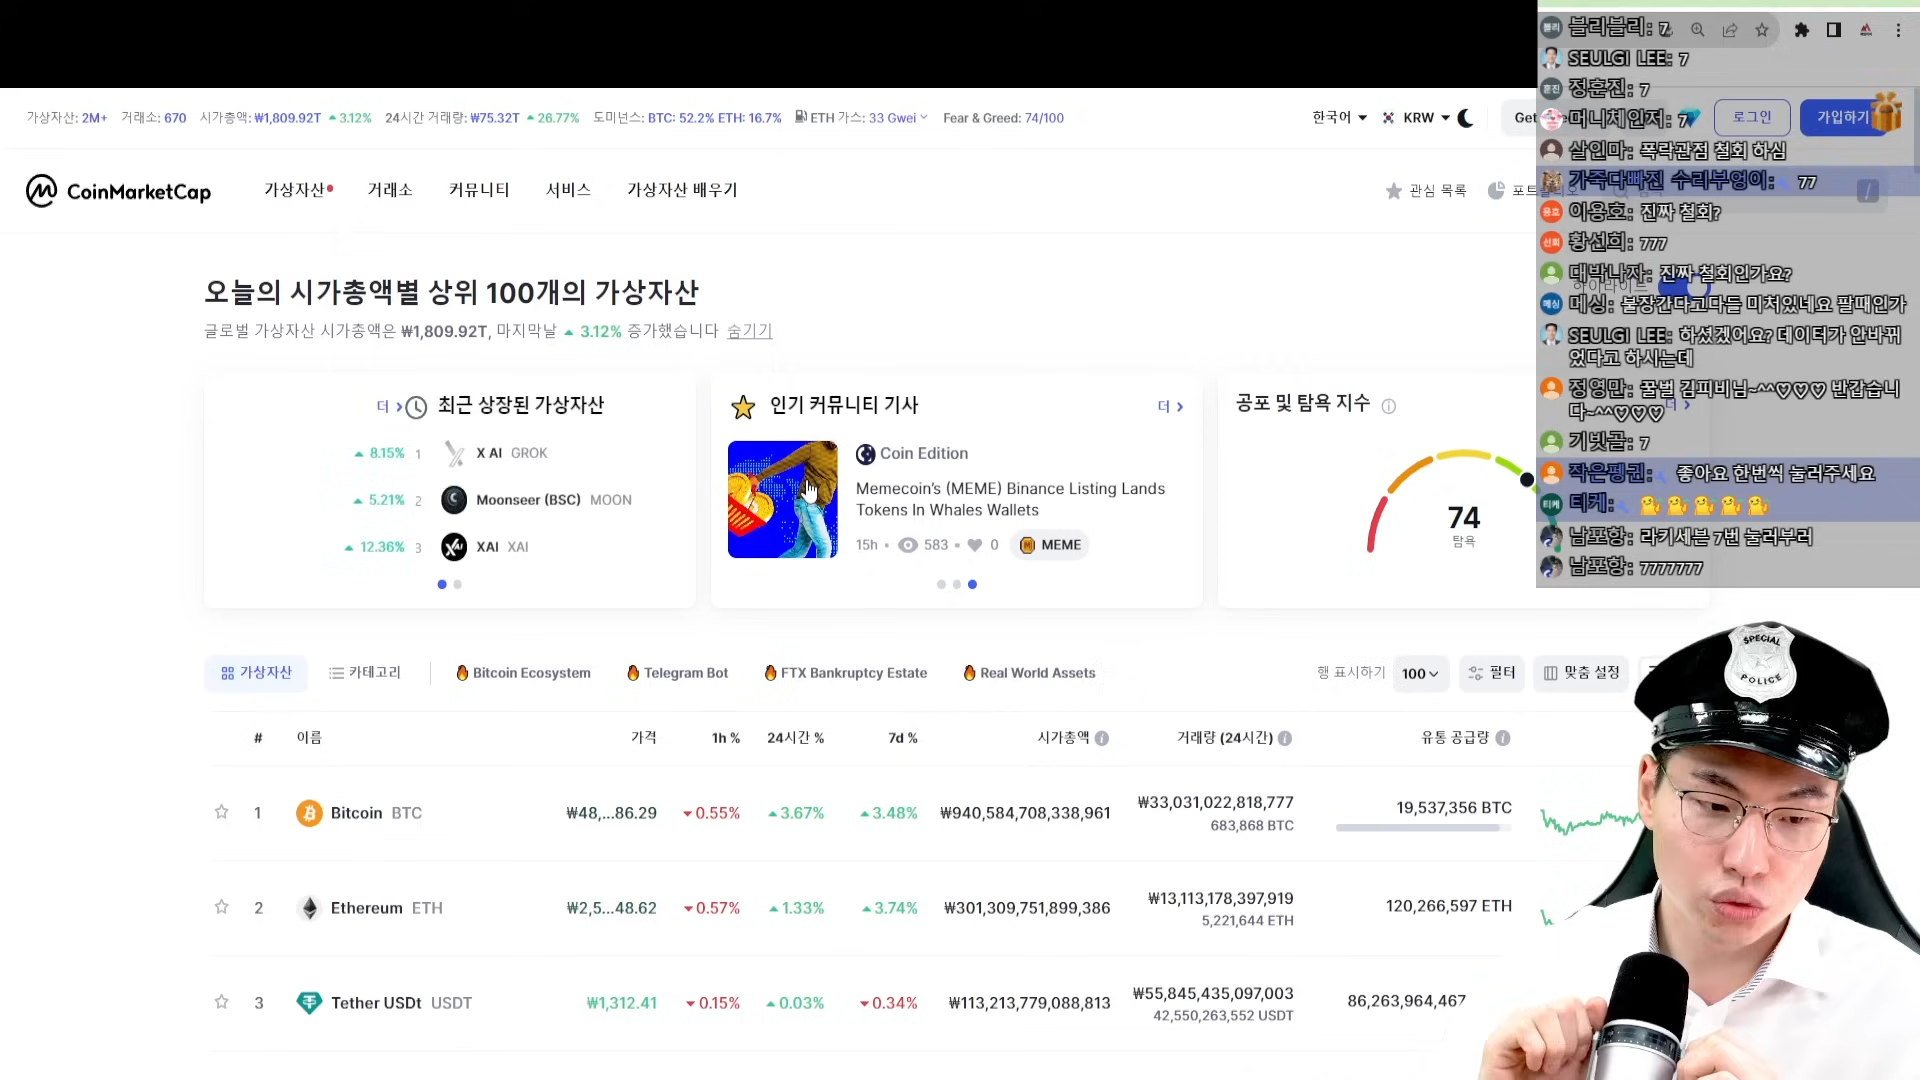 가상자산: 2M+ 거래소: 670 시가총액: ₩1,809.92T 3.12% 24시간 거래량: ₩75.32T 26.77% 도미넌스: BTC: 52.2% ETH: 16.7% ETH 가스: 33 Gwei Fear & Greed: 74/100
한국어 KRW
로그인
가입하기
CoinMarketCap
가상자산 거래소 커뮤니티 서비스 가상자산 배우기
관심 목록
오늘의 시가총액별 상위 100개의 가상자산
글로벌 가상자산 시가총액은 ₩1,809.92T, 마지막날 3.12% 증가했습니다 숨기기
더 최근 상장된 가상자산
8.15% 1 X AI GROK
5.21% 2 Moonseer (BSC) MOON
12.36% 3 XAI XAI
인기 커뮤니티 기사 더
Coin Edition
Memecoin’s (MEME) Binance Listing Lands
Tokens In Whales Wallets
15h • 583 • 0 MEME
공포 및 탐욕 지수
더
74
탐욕
가상자산 카테고리 Bitcoin Ecosystem Telegram Bot FTX Bankruptcy Estate Real World Assets
행 표시하기 100 필터 맞춤 설정
# 이름 가격 1h % 24시간 % 7d % 시가총액 거래량 (24시간) 유통 공급량
1 Bitcoin BTC ₩48,...86.29 0.55% 3.67% 3.48% ₩940,584,708,338,961 ₩33,031,022,818,777 19,537,356 BTC
683,868 BTC
2 Ethereum ETH ₩2,5...48.62 0.57% 1.33% 3.74% ₩301,309,751,899,386 ₩13,113,178,397,919 120,266,597 ETH
5,221,644 ETH
3 Tether USDt USDT ₩1,312.41 0.15% 0.03% 0.34% ₩113,213,779,088,813 ₩55,845,435,097,003 86,263,964,467
42,550,263,552 USDT
블리블리: 7
SEULGI LEE: 7
정훈진: 7
머니체인저: 7
살인마: 폭락관점 철회 하심
가죽다빠진 수리부엉이: 77
이용호: 진짜 철회?
황선희: 777
대박나자: 진짜 철회인가요?
메싱: 불장간다고다들 미쳐있네요 팔때인가
SEULGI LEE: 하셨겠어요? 데이터가 안바뀌
었다고 하시는데
정영만: 꿀벌 김피비님~^^♡♡♡ 반갑습니
다~^^♡♡♡
기빗골: 7
작은펭귄: 좋아요 한번씩 눌러주세요
티케:
남포항: 라키세븐 7번 눌러부러
남포항: 7777777
SPECIAL
POLICE